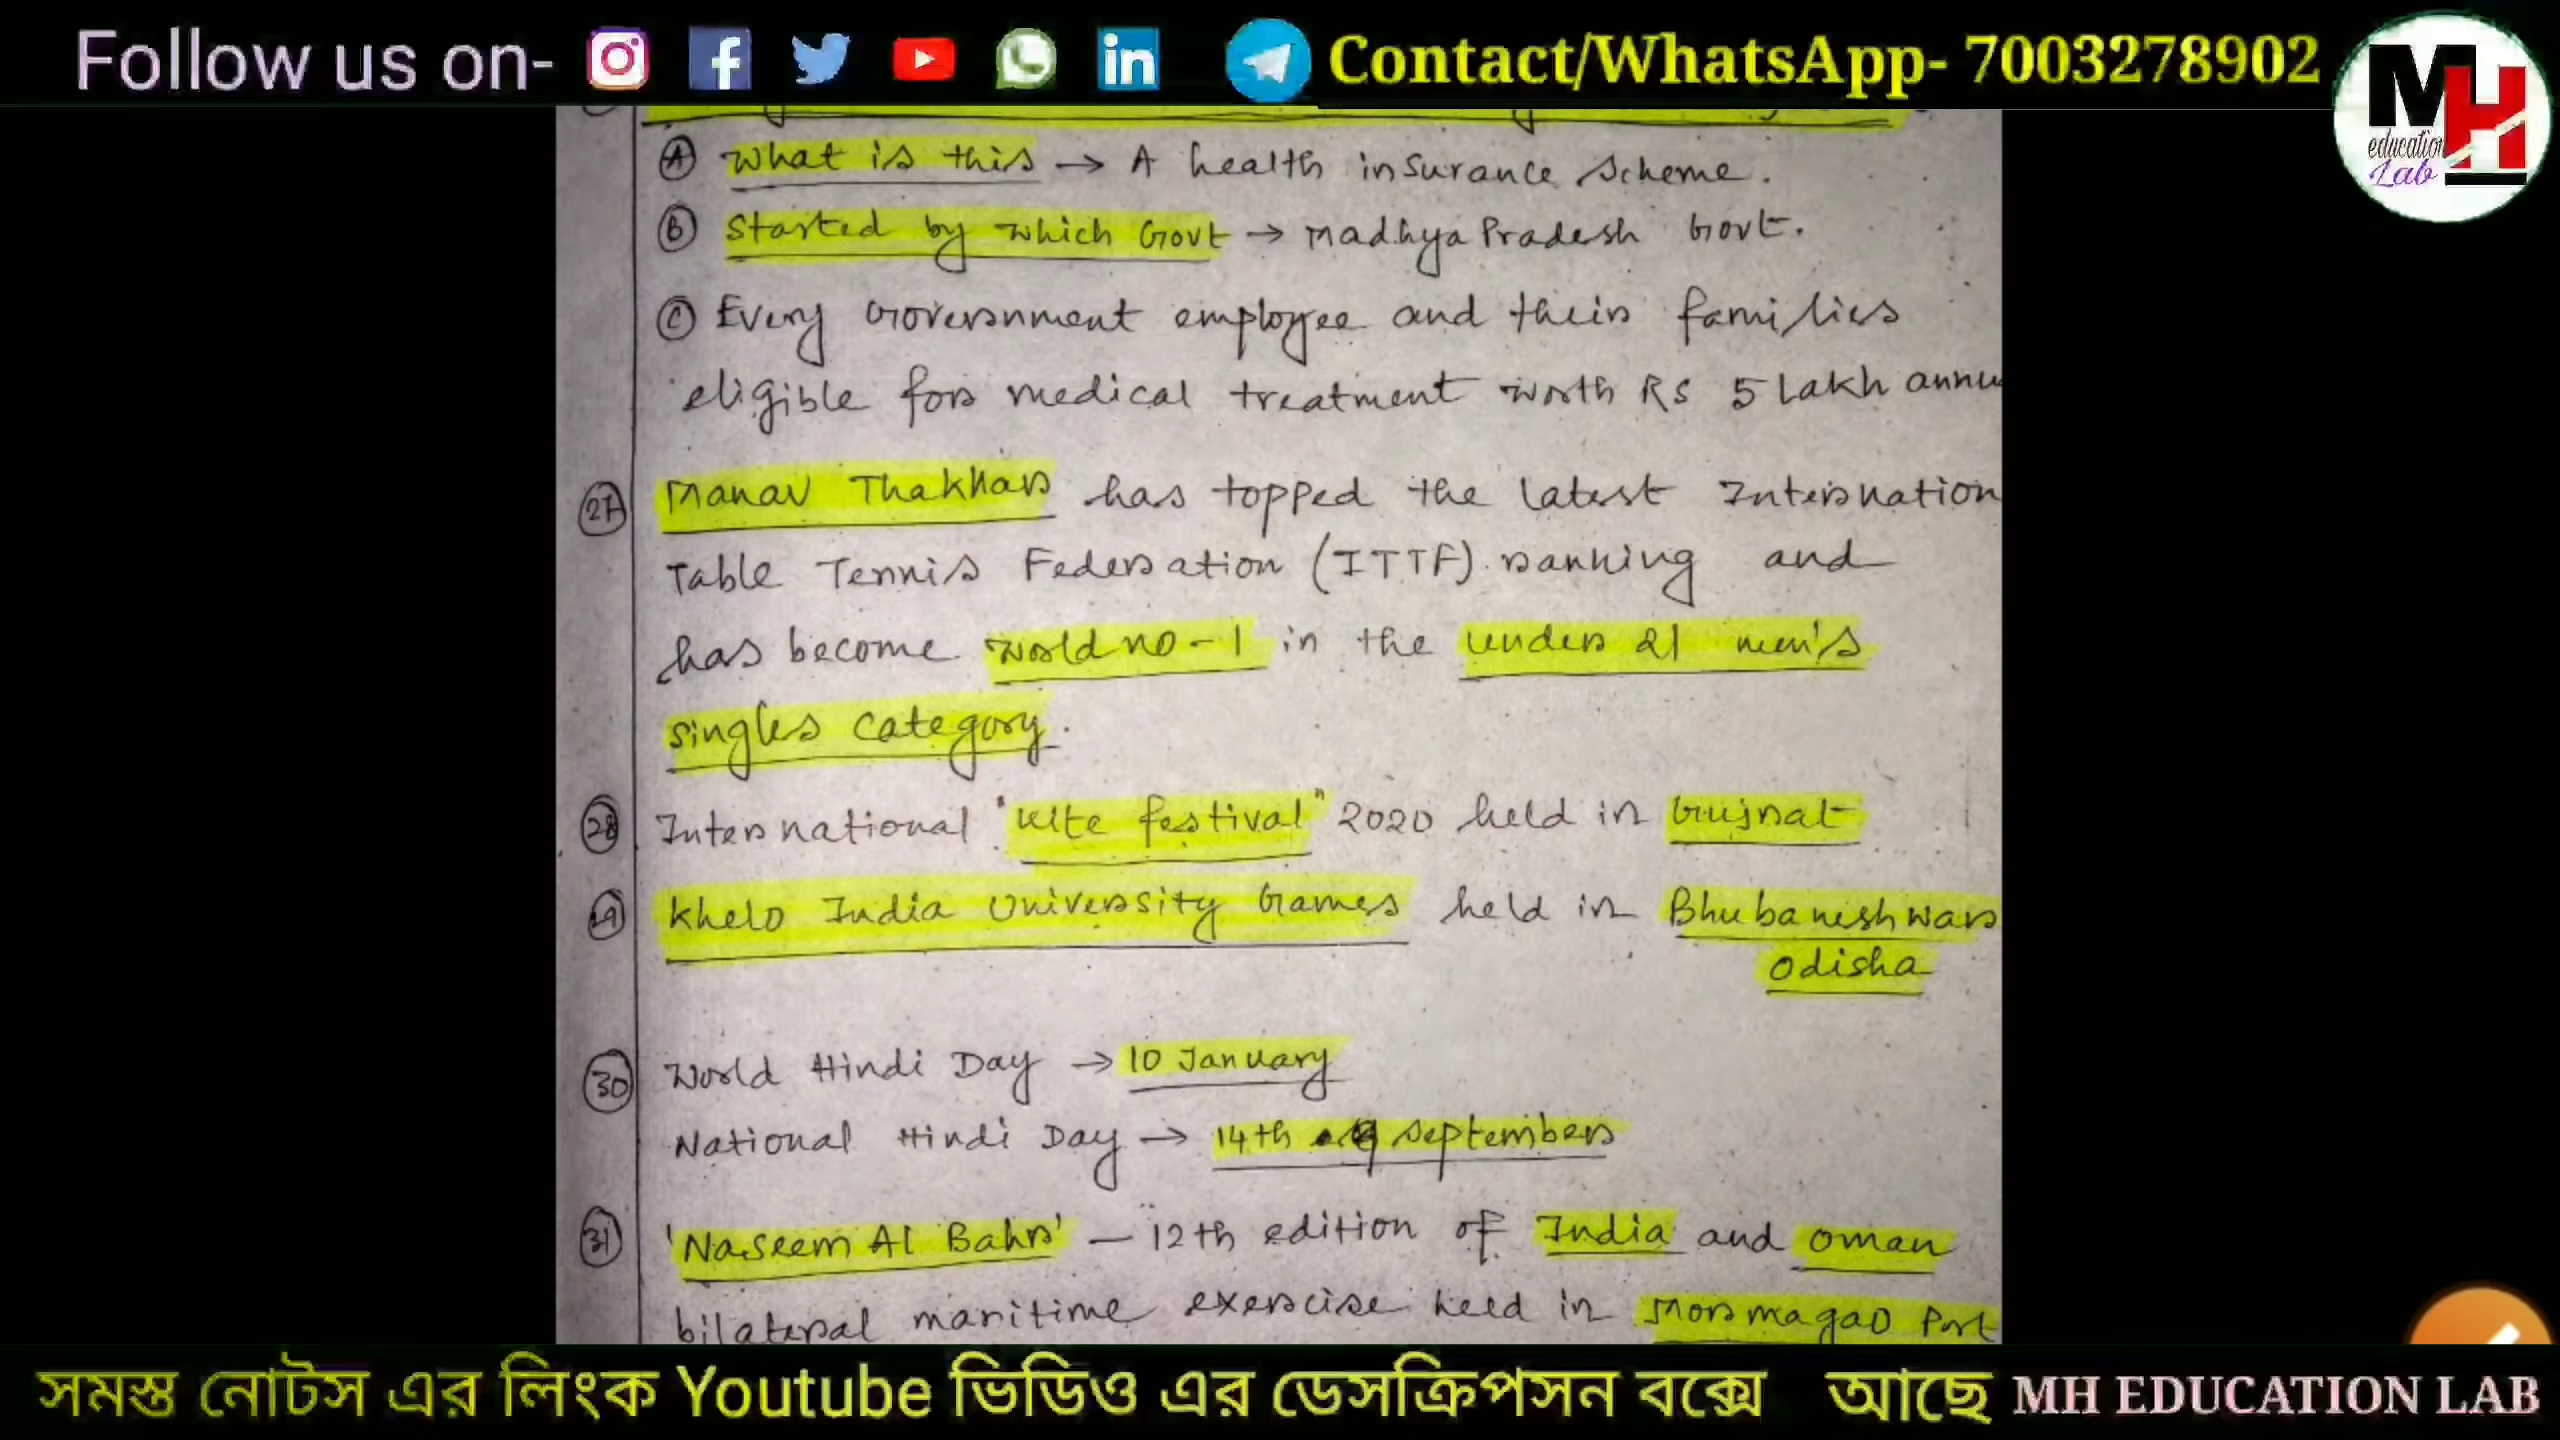 Follow us on- Contact/WhatsApp- 7003278902
MH
education
Lab
A What is this → A health insurance scheme.
B Started by which Govt → Madhya Pradesh Govt.
C Every Government employee and their families
eligible for medical treatment worth RS 5 Lakh annu
27 Manav Thakkar has topped the latest Internation
Table Tennis Federation (ITTF) ranking and
has become world no-1 in the under 21 men's
singles category.
28 International "Kite festival" 2020 held in Gujrat
29 Khelo India University Games held in Bhubaneshwar
Odisha
30 World Hindi Day → 10 January
National Hindi Day → 14th September
31 'Naseem Al Bahr' – 12th edition of India and Oman
bilateral maritime exercise held in Mormagao Port
সমস্ত নোটস এর লিংক Youtube ভিডিও এর ডেসক্রিপসন বক্সে আছে MH EDUCATION LAB